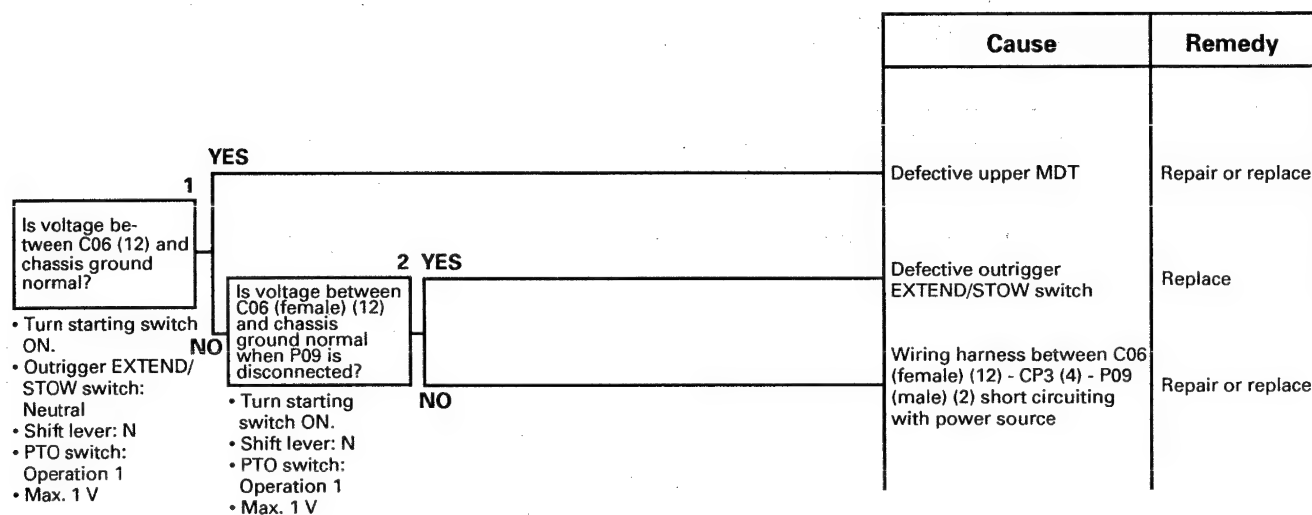 Cause
Remedy
YES
Defective upper MDT
Repair or replace
1
Is voltage be-
tween C06 (12) and
chassis ground
normal?
• Turn starting switch
ON.
• Outrigger EXTEND/
STOW switch:
Neutral
• Shift lever: N
• PTO switch:
Operation 1
• Max. 1 V
NO
2
YES
Defective outrigger
EXTEND/STOW switch
Replace
Is voltage between
C06 (female) (12)
and chassis
ground normal
when P09 is
disconnected?
• Turn starting
switch ON.
• Shift lever: N
• PTO switch:
Operation 1
• Max. 1 V
NO
Wiring harness between C06
(female) (12) - CP3 (4) - P09
(male) (2) short circuiting
with power source
Repair or replace